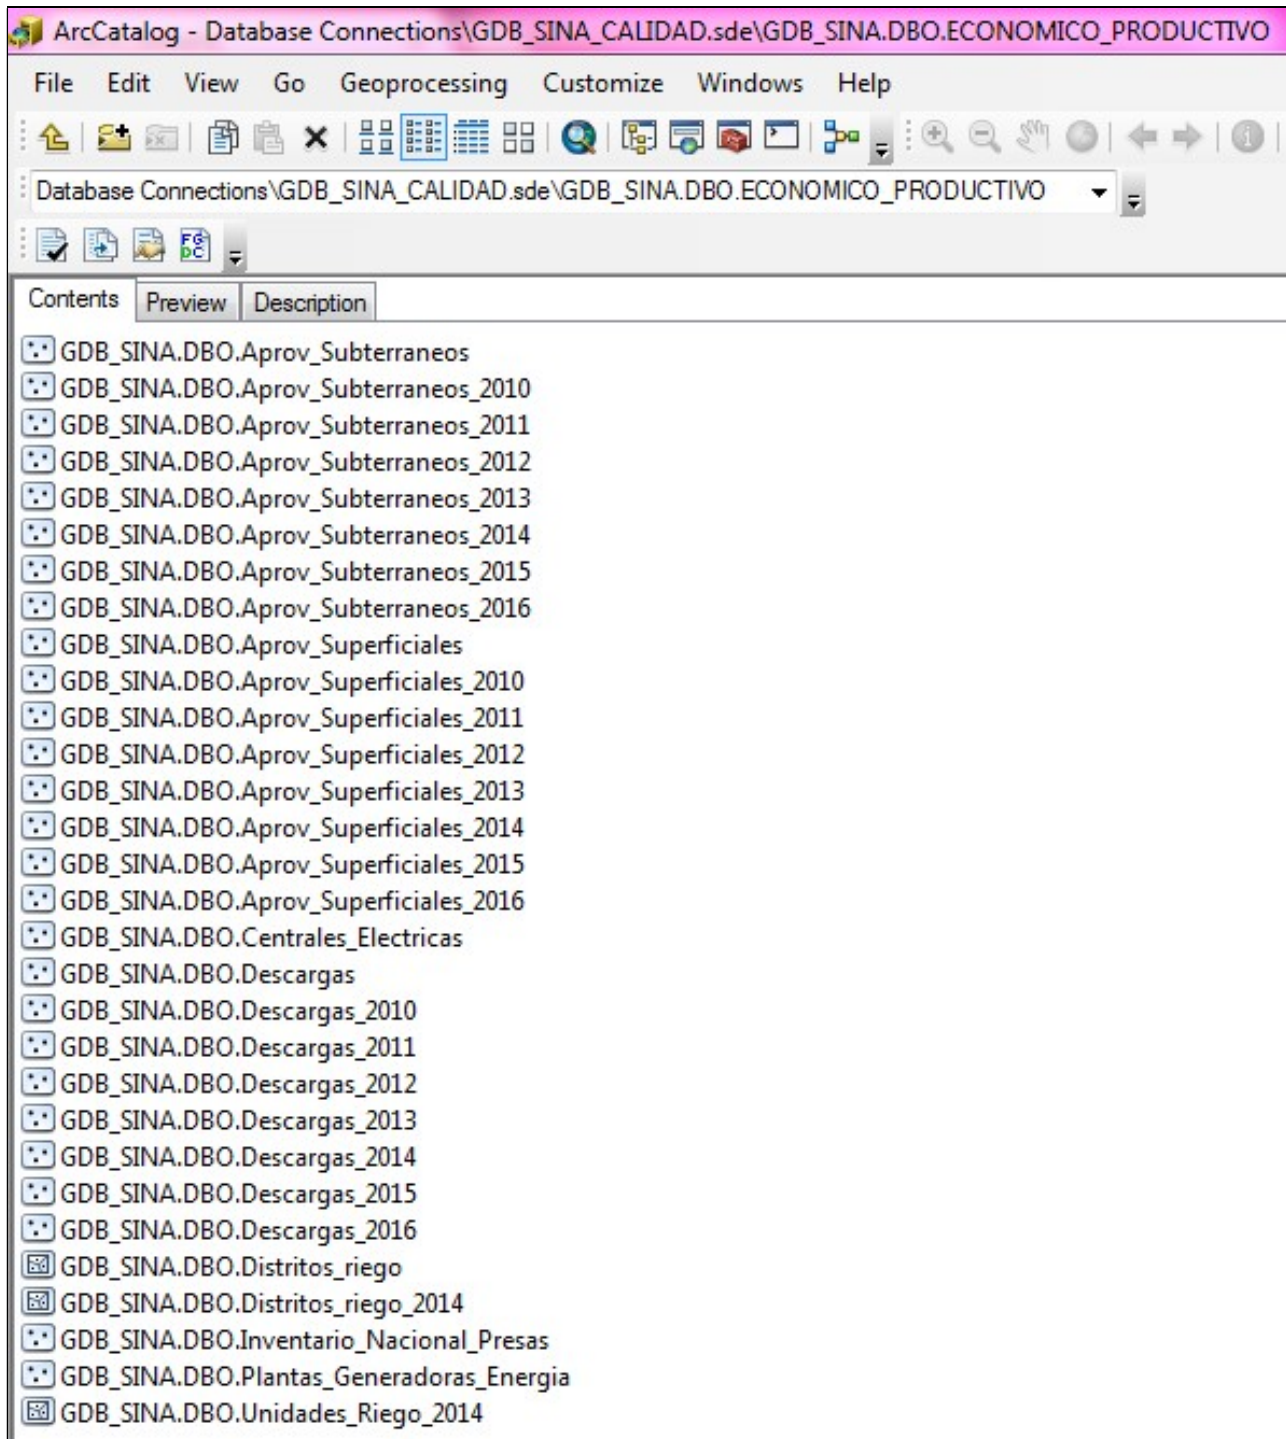 ArcCatalog - Database Connections\GDB_SINA_CALIDAD.sde\GDB_SINA.DBO.ECONOMICO_PRODUCTIVO
File Edit View Go Geoprocessing Customize Windows Help
Database Connections\GDB_SINA_CALIDAD.sde\GDB_SINA.DBO.ECONOMICO_PRODUCTIVO
FG
DC
Contents Preview Description
GDB_SINA.DBO.Aprov_Subterraneos
GDB_SINA.DBO.Aprov_Subterraneos_2010
GDB_SINA.DBO.Aprov_Subterraneos_2011
GDB_SINA.DBO.Aprov_Subterraneos_2012
GDB_SINA.DBO.Aprov_Subterraneos_2013
GDB_SINA.DBO.Aprov_Subterraneos_2014
GDB_SINA.DBO.Aprov_Subterraneos_2015
GDB_SINA.DBO.Aprov_Subterraneos_2016
GDB_SINA.DBO.Aprov_Superficiales
GDB_SINA.DBO.Aprov_Superficiales_2010
GDB_SINA.DBO.Aprov_Superficiales_2011
GDB_SINA.DBO.Aprov_Superficiales_2012
GDB_SINA.DBO.Aprov_Superficiales_2013
GDB_SINA.DBO.Aprov_Superficiales_2014
GDB_SINA.DBO.Aprov_Superficiales_2015
GDB_SINA.DBO.Aprov_Superficiales_2016
GDB_SINA.DBO.Centrales_Electricas
GDB_SINA.DBO.Descargas
GDB_SINA.DBO.Descargas_2010
GDB_SINA.DBO.Descargas_2011
GDB_SINA.DBO.Descargas_2012
GDB_SINA.DBO.Descargas_2013
GDB_SINA.DBO.Descargas_2014
GDB_SINA.DBO.Descargas_2015
GDB_SINA.DBO.Descargas_2016
GDB_SINA.DBO.Distritos_riego
GDB_SINA.DBO.Distritos_riego_2014
GDB_SINA.DBO.Inventario_Nacional_Presas
GDB_SINA.DBO.Plantas_Generadoras_Energia
GDB_SINA.DBO.Unidades_Riego_2014